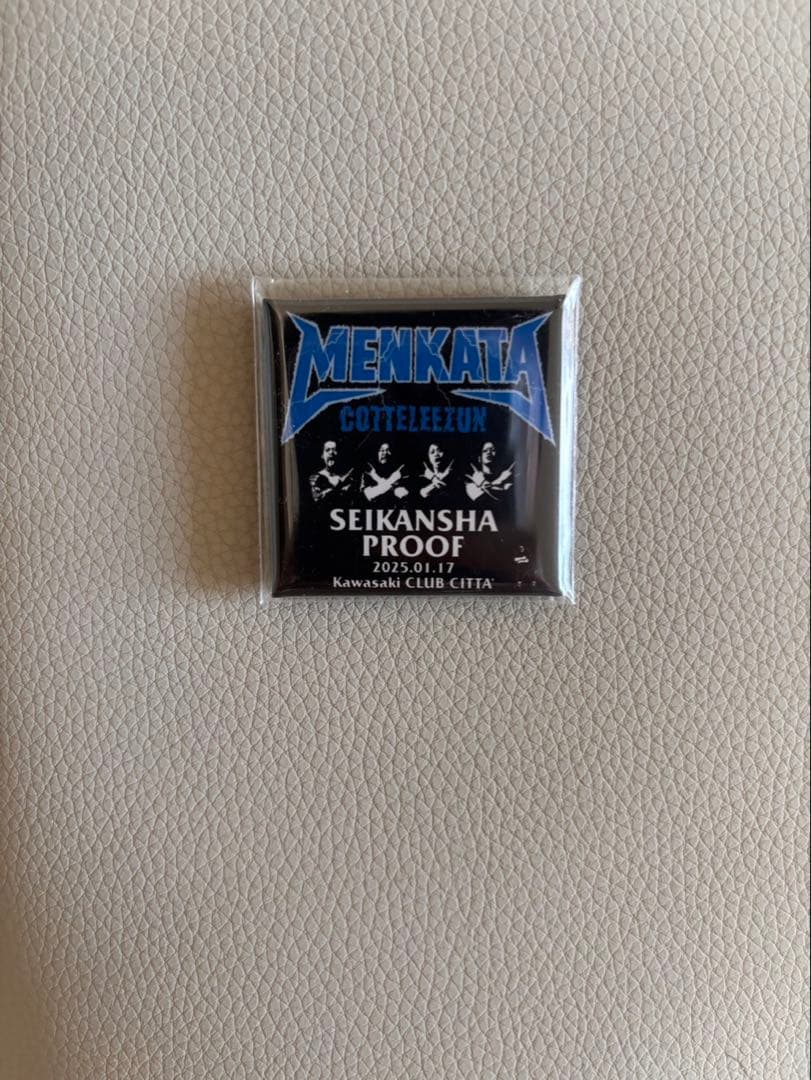 MENKATA
COTTELEEZUN
SEIKANSHA
PROOF
2025.01.17
Kawasaki CLUB CITTA'